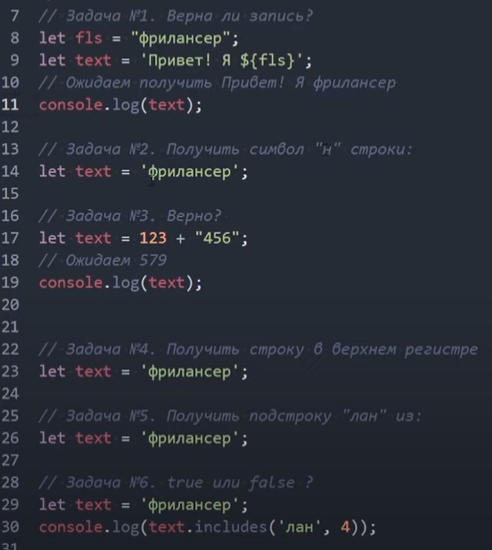 7 // Задача №1. Верна ли запись?
8 let fls = "фрилансер";
9 let text = 'Привет! Я ${fls}';
10 // Ожидаем получить Привет! Я фрилансер
11 console.log(text);
12
13 // Задача №2. Получить символ "н" строки:
14 let text = 'фрилансер';
15
16 // Задача №3. Верно?
17 let text = 123 + "456";
18 // Ожидаем 579
19 console.log(text);
20
21
22 // Задача №4. Получить строку в верхнем регистре
23 let text = 'фрилансер';
24
25 // Задача №5. Получить подстроку "лан" из:
26 let text = 'фрилансер';
27
28 // Задача №6. true или false ?
29 let text = 'фрилансер';
30 console.log(text.includes('лан', 4));
31